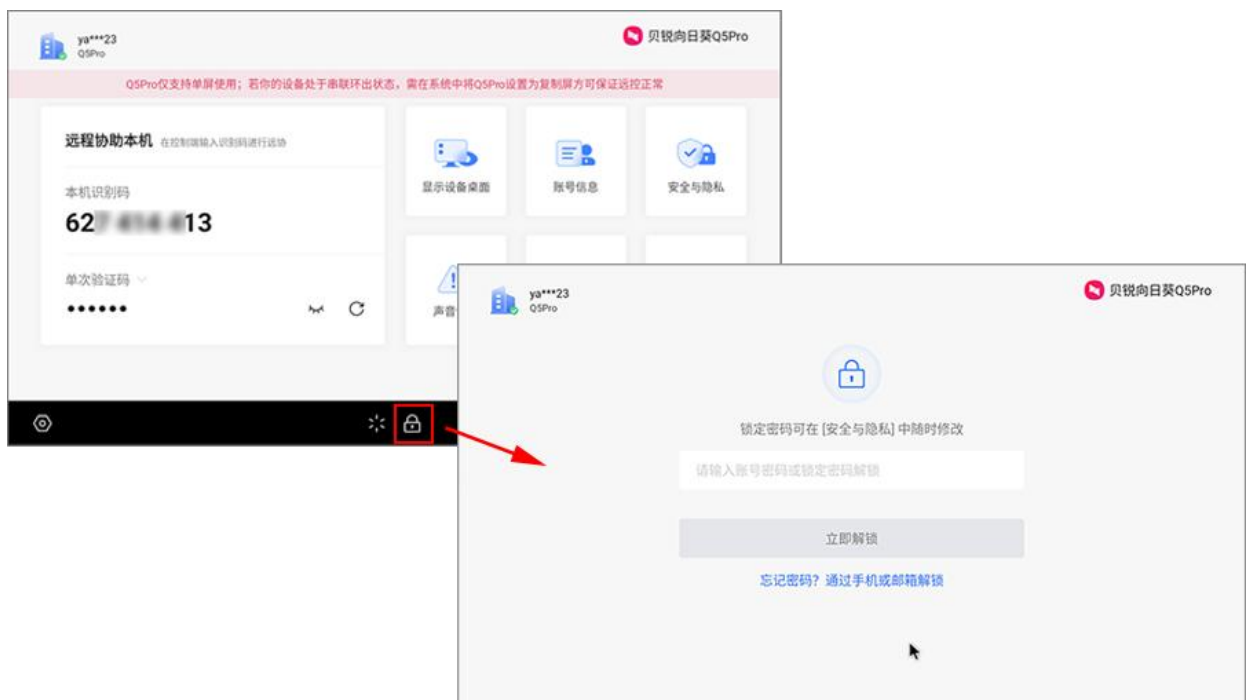 ya***23
Q5Pro
贝锐向日葵Q5Pro
Q5Pro仅支持单屏使用；若你的设备处于串联环出状态，需在系统中将Q5Pro设置为复制屏方可保证远控正常
远程协助本机 在控制端输入识别码进行远协
本机识别码
62 13
单次验证码
显示设备桌面
账号信息
安全与隐私
声音
ya***23
Q5Pro
贝锐向日葵Q5Pro
锁定密码可在 [安全与隐私] 中随时修改
请输入账号密码或锁定密码解锁
立即解锁
忘记密码？通过手机或邮箱解锁